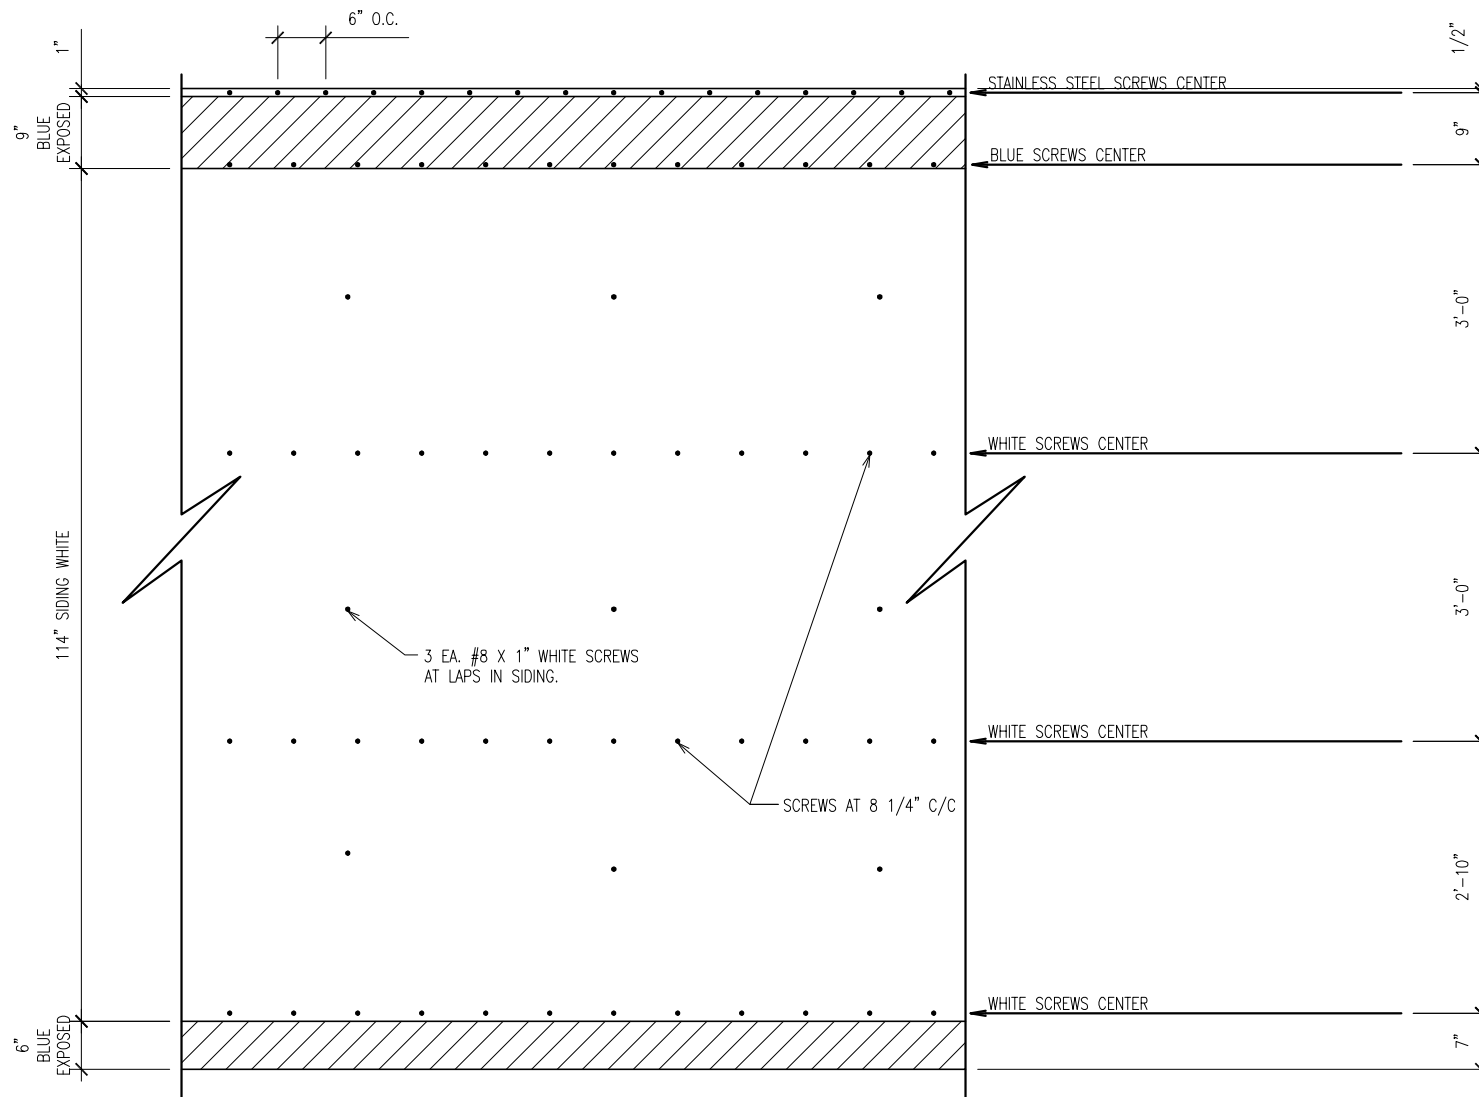 6" O.C.
1"
1/2"
STAINLESS STEEL SCREWS CENTER
9"
BLUE
EXPOSED
9"
BLUE SCREWS CENTER
3'-0"
WHITE SCREWS CENTER
114" SIDING WHITE
3'-0"
3 EA. #8 X 1" WHITE SCREWS
AT LAPS IN SIDING.
WHITE SCREWS CENTER
SCREWS AT 8 1/4" C/C
2'-10"
WHITE SCREWS CENTER
6"
BLUE
EXPOSED
7"